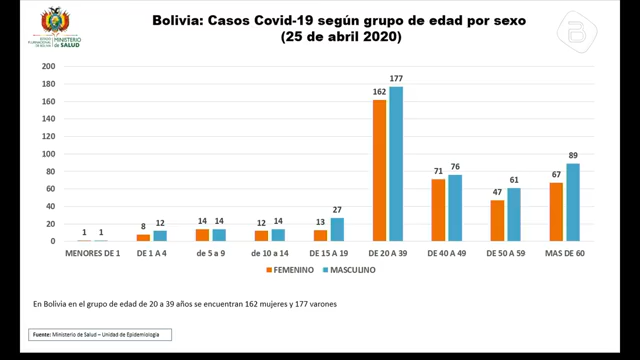 Bolivia: Casos Covid-19 según grupo de edad por sexo
(25 de abril 2020)
MINISTERIO
DE SALUD
B
200
180
160
140
120
100
80
60
40
20
0
1 1 8 12 14 14 12 14 13 27 162 177 71 76 47 61 67 89
MENORES DE 1 DE 1 A 4 de 5 a 9 de 10 a 14 DE 15 A 19 DE 20 A 39 DE 40 A 49 DE 50 A 59 MAS DE 60
FEMENINO MASCULINO
En Bolivia en el grupo de edad de 20 a 39 años se encuentran 162 mujeres y 177 varones
Fuente: Ministerio de Salud – Unidad de Epidemiología